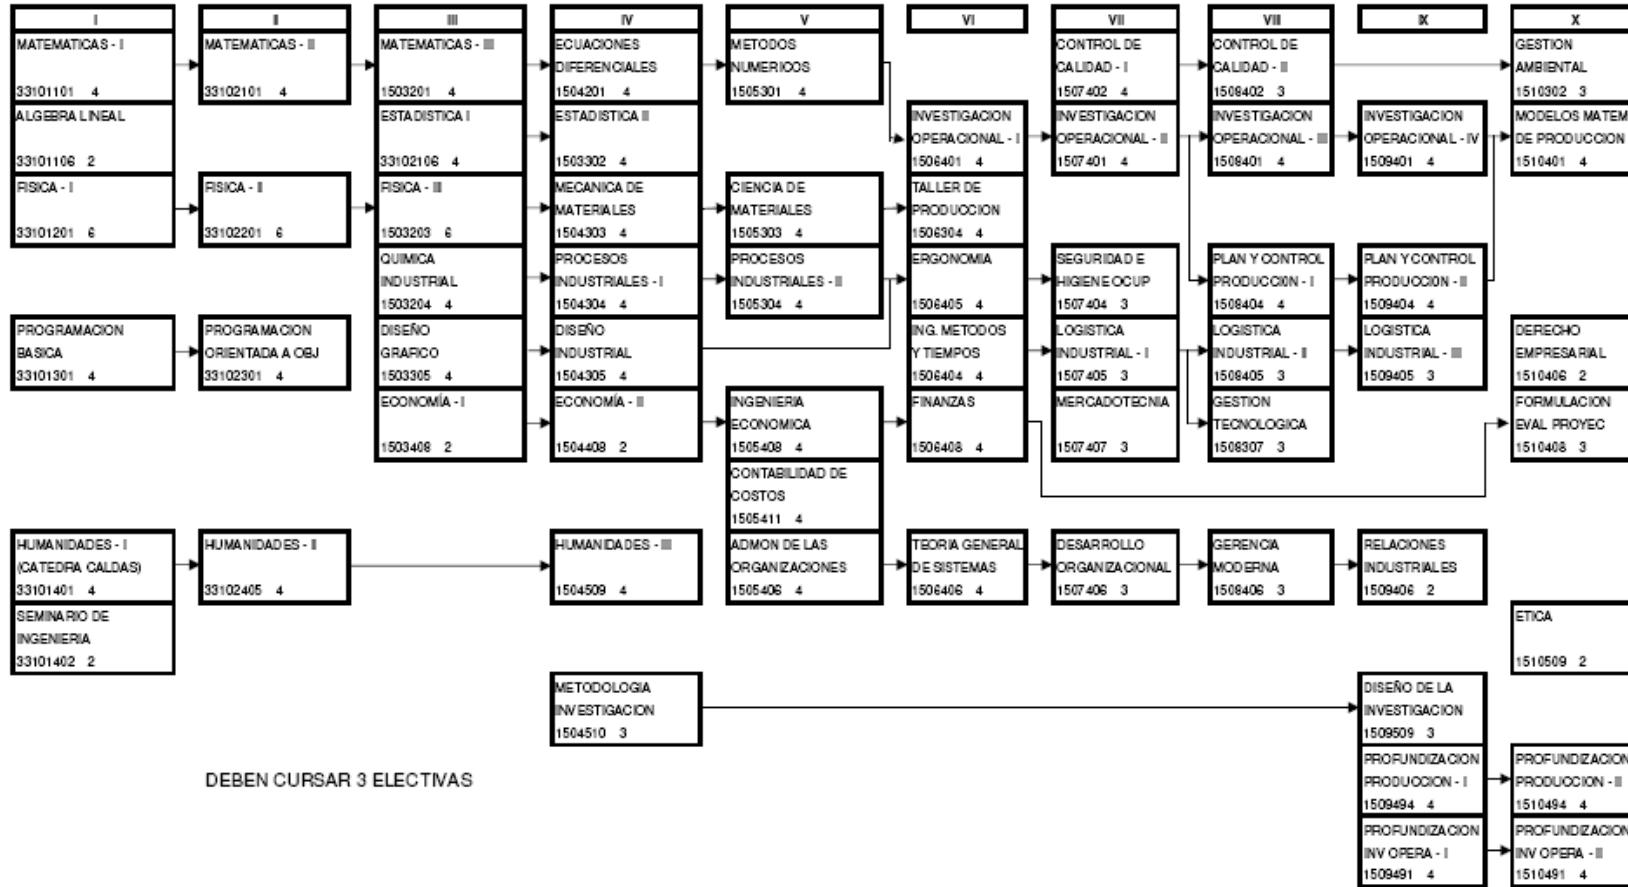 I
MATEMATICAS - I
33101101 4
ALGEBRA LINEAL
33101106 2
FISICA - I
33101201 6
PROGRAMACION
BASICA
33101301 4
HUMANIDADES - I
(CATEDRA CALDAS)
33101401 4
SEMINARIO DE
INGENIERIA
33101402 2
II
MATEMATICAS - II
33102101 4
FISICA - II
33102201 6
PROGRAMACION
ORIENTADA A OBJ
33102301 4
HUMANIDADES - II
33102405 4
III
MATEMATICAS - III
1503201 4
ESTADISTICA I
33102106 4
FISICA - III
1503203 6
QUIMICA
INDUSTRIAL
1503204 4
DISEÑO
GRAFICO
1503305 4
ECONOMÍA - I
1503408 2
IV
ECUACIONES
DIFERENCIALES
1504201 4
ESTADISTICA II
1503302 4
MECANICA DE
MATERIALES
1504303 4
PROCESOS
INDUSTRIALES - I
1504304 4
DISEÑO
INDUSTRIAL
1504305 4
ECONOMÍA - II
1504408 2
HUMANIDADES - III
1504509 4
METODOLOGIA
INVESTIGACION
1504510 3
V
METODOS
NUMERICOS
1505301 4
CIENCIA DE
MATERIALES
1505303 4
PROCESOS
INDUSTRIALES - II
1505304 4
INGENIERIA
ECONOMICA
1505408 4
CONTABILIDAD DE
COSTOS
1505411 4
ADMON DE LAS
ORGANIZACIONES
1505406 4
VI
INVESTIGACION
OPERACIONAL - I
1506401 4
TALLER DE
PRODUCCION
1506304 4
ERGONOMIA
1506405 4
ING. METODOS
Y TIEMPOS
1506404 4
FINANZAS
1506408 4
TEORIA GENERAL
DE SISTEMAS
1506406 4
VII
CONTROL DE
CALIDAD - I
1507402 4
INVESTIGACION
OPERACIONAL - II
1507401 4
SEGURIDAD E
HIGIENE OCUP
1507404 3
LOGISTICA
INDUSTRIAL - I
1507405 3
MERCADOTECNIA
1507407 3
DESARROLLO
ORGANIZACIONAL
1507406 3
VIII
CONTROL DE
CALIDAD - II
1508402 3
INVESTIGACION
OPERACIONAL - III
1508401 4
PLAN Y CONTROL
PRODUCCION - I
1508404 4
LOGISTICA
INDUSTRIAL - II
1508405 3
GESTION
TECNOLOGICA
1508307 3
GERENCIA
MODERNA
1508406 3
IX
INVESTIGACION
OPERACIONAL - IV
1509401 4
PLAN Y CONTROL
PRODUCCION - II
1509404 4
LOGISTICA
INDUSTRIAL - III
1509405 3
RELACIONES
INDUSTRIALES
1509406 2
DISEÑO DE LA
INVESTIGACION
1509509 3
PROFUNDIZACION
PRODUCCION - I
1509494 4
PROFUNDIZACION
INV OPERA - I
1509491 4
X
GESTION
AMBIENTAL
1510302 3
MODELOS MATEM
DE PRODUCCION
1510401 4
DERECHO
EMPRESARIAL
1510406 2
FORMULACION
EVAL PROYEC
1510408 3
ETICA
1510509 2
PROFUNDIZACION
PRODUCCION - II
1510494 4
PROFUNDIZACION
INV OPERA - II
1510491 4
DEBEN CURSAR 3 ELECTIVAS